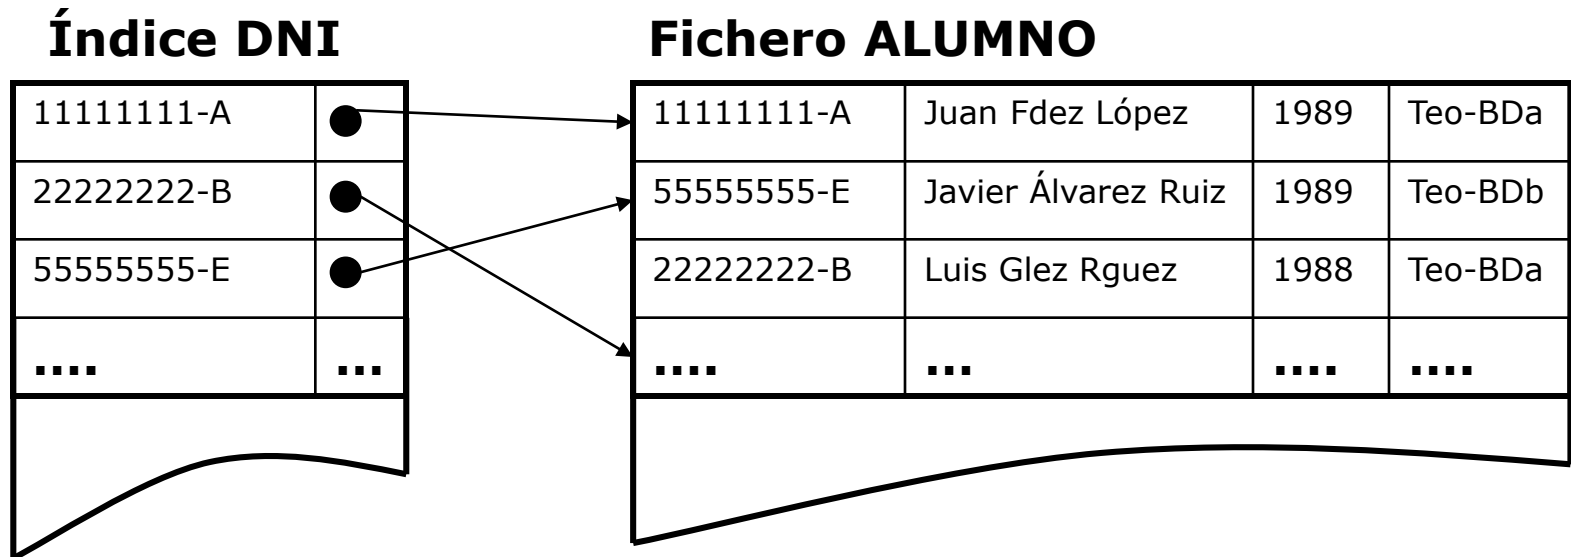 Índice DNI
Fichero ALUMNO
11111111-A
22222222-B
55555555-E
.... ...
11111111-A Juan Fdez López 1989 Teo-BDa
55555555-E Javier Álvarez Ruiz 1989 Teo-BDb
22222222-B Luis Glez Rguez 1988 Teo-BDa
.... ... .... ....